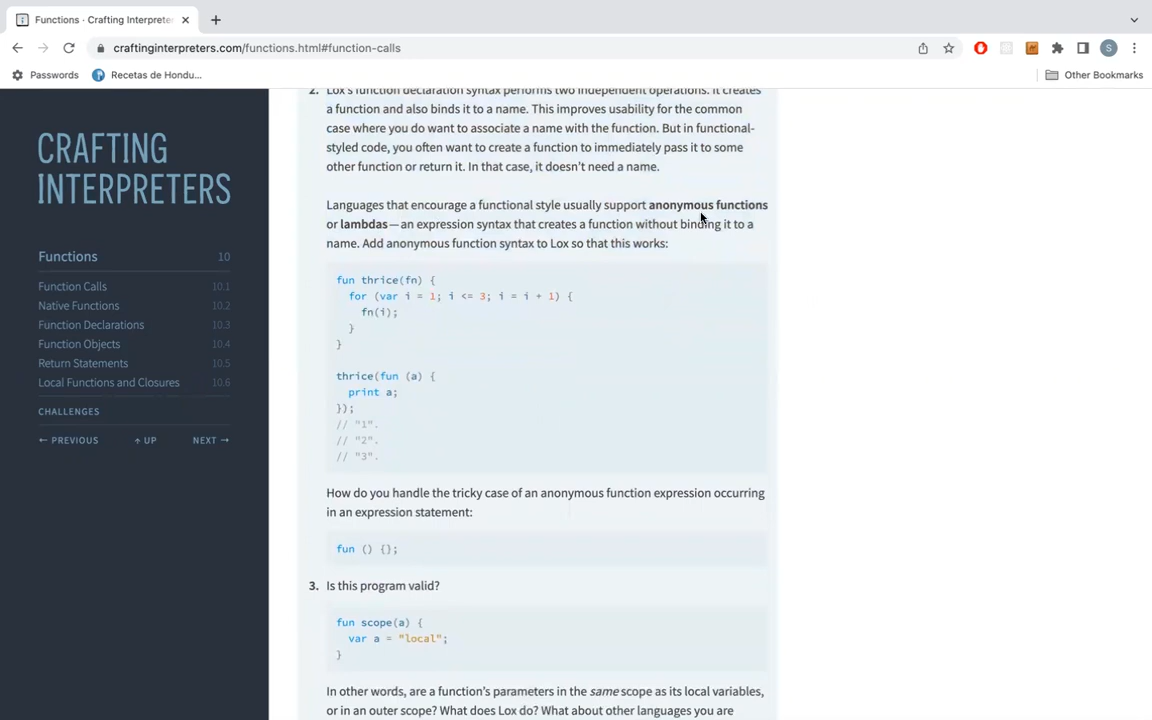 Functions · Crafting Interprete
craftinginterpreters.com/functions.html#function-calls
S
Passwords
Recetas de Hondu...
Other Bookmarks
CRAFTING
INTERPRETERS
Functions 10
Function Calls 10.1
Native Functions 10.2
Function Declarations 10.3
Function Objects 10.4
Return Statements 10.5
Local Functions and Closures 10.6
CHALLENGES
← PREVIOUS ↑ UP NEXT →
2. Lox's function declaration syntax performs two independent operations. It creates
a function and also binds it to a name. This improves usability for the common
case where you do want to associate a name with the function. But in functional-
styled code, you often want to create a function to immediately pass it to some
other function or return it. In that case, it doesn't need a name.
Languages that encourage a functional style usually support anonymous functions
or lambdas—an expression syntax that creates a function without binding it to a
name. Add anonymous function syntax to Lox so that this works:
fun thrice(fn) {
for (var i = 1; i <= 3; i = i + 1) {
fn(i);
}
}
thrice(fun (a) {
print a;
});
// "1".
// "2".
// "3".
How do you handle the tricky case of an anonymous function expression occurring
in an expression statement:
fun () {};
3. Is this program valid?
fun scope(a) {
var a = "local";
}
In other words, are a function's parameters in the same scope as its local variables,
or in an outer scope? What does Lox do? What about other languages you are